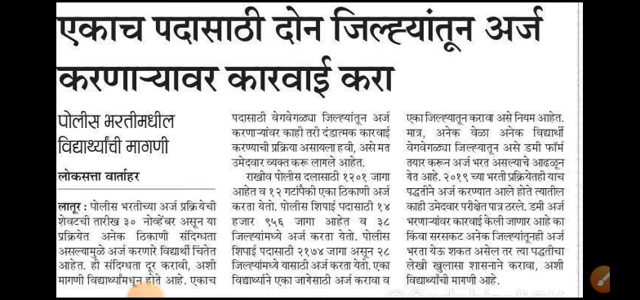 एकाच पदासाठी दोन जिल्ह्यांतून अर्ज
करणाऱ्यावर कारवाई करा
पोलीस भरतीमधील
विद्यार्थ्यांची मागणी
लोकसत्ता वार्ताहर
लातूर : पोलीस भरतीच्या अर्ज प्रक्रियेची
शेवटची तारीख ३० नोव्हेंबर असून या
प्रक्रियेत अनेक ठिकाणी संदिग्धता
असल्यामुळे अर्ज करणारे विद्यार्थी चिंतेत
आहेत. ही संदिग्धता दूर करावी, अशी
मागणी विद्यार्थ्यांमधून होते आहे. एकाच
पदासाठी वेगवेगळ्या जिल्ह्यांतून अर्ज
करणाऱ्यांवर काही तरी दंडात्मक कारवाई
करण्याची प्रक्रिया असायला हवी, असे मत
उमेदवार व्यक्त करू लागले आहेत.
राखीव पोलीस दलासाठी १२०१ जागा
आहेत व १२ गटांपैकी एका ठिकाणी अर्ज
करता येतो. पोलीस शिपाई पदासाठी १४
हजार ९५६ जागा आहेत व ३८
जिल्ह्यांमध्ये अर्ज करता येतो. पोलीस
शिपाई पदासाठी २१७४ जागा असून २८
जिल्ह्यांमध्ये यासाठी अर्ज करता येतो. एका
विद्यार्थ्याने एका जागेसाठी अर्ज करावा व
एका जिल्ह्यातून करावा असे नियम आहेत.
मात्र, अनेक वेळा अनेक विद्यार्थी
वेगवेगळ्या जिल्ह्यातून असे डमी फॉर्म
तयार करून अर्ज भरत असल्याचे आढळून
येत आहे. २०१९ च्या भरती प्रक्रियेतही याच
पद्धतीने अर्ज करण्यात आले होते त्यातील
काही उमेदवार परीक्षेत पात्र ठरले. डमी अर्ज
भरणाऱ्यांवर कारवाई केली जाणार आहे का
किंवा सरसकट अनेक जिल्ह्यांतूनही अर्ज
भरता येऊ शकत असेल तर त्या पद्धतीचा
लेखी खुलासा शासनाने करावा, अशी
विद्यार्थ्यांची मागणी आहे.